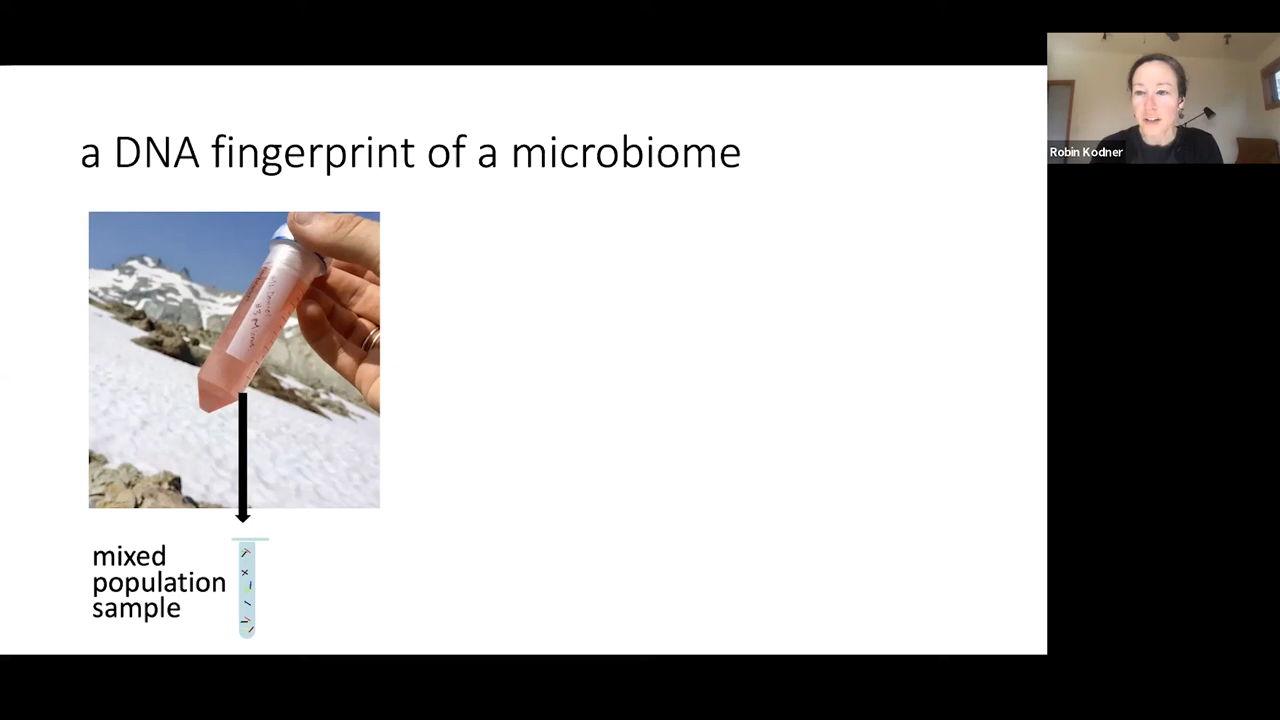 a DNA fingerprint of a microbiome
Robin Kodner
mixed
population
sample